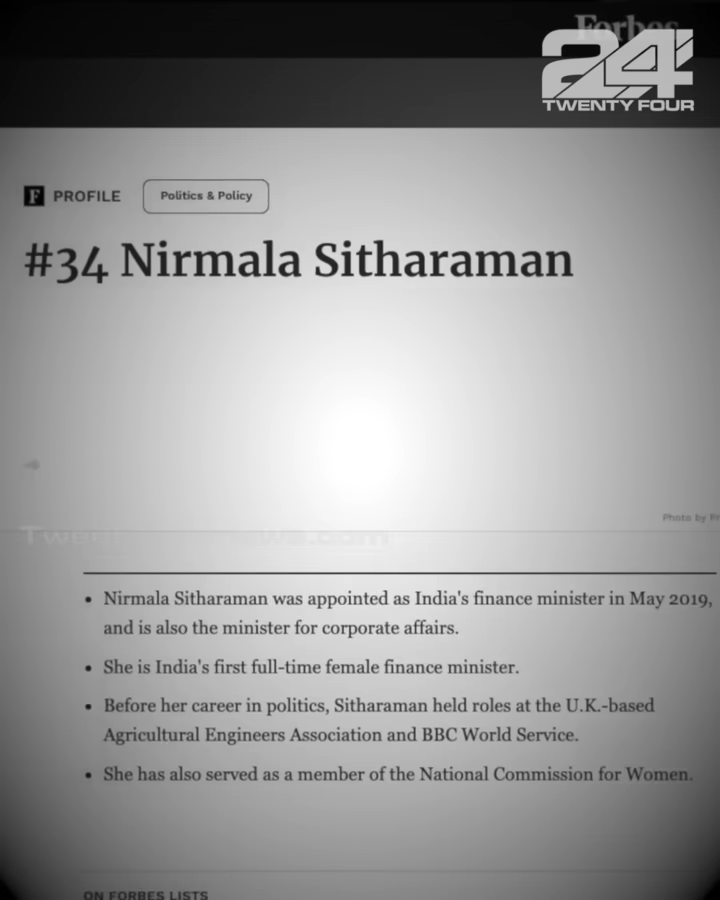 Forbes
24
TWENTY FOUR
F PROFILE
Politics & Policy
#34 Nirmala Sitharaman
Photo by
• Nirmala Sitharaman was appointed as India's finance minister in May 2019,
and is also the minister for corporate affairs.
• She is India's first full-time female finance minister.
• Before her career in politics, Sitharaman held roles at the U.K.-based
Agricultural Engineers Association and BBC World Service.
• She has also served as a member of the National Commission for Women.
ON FORBES LISTS